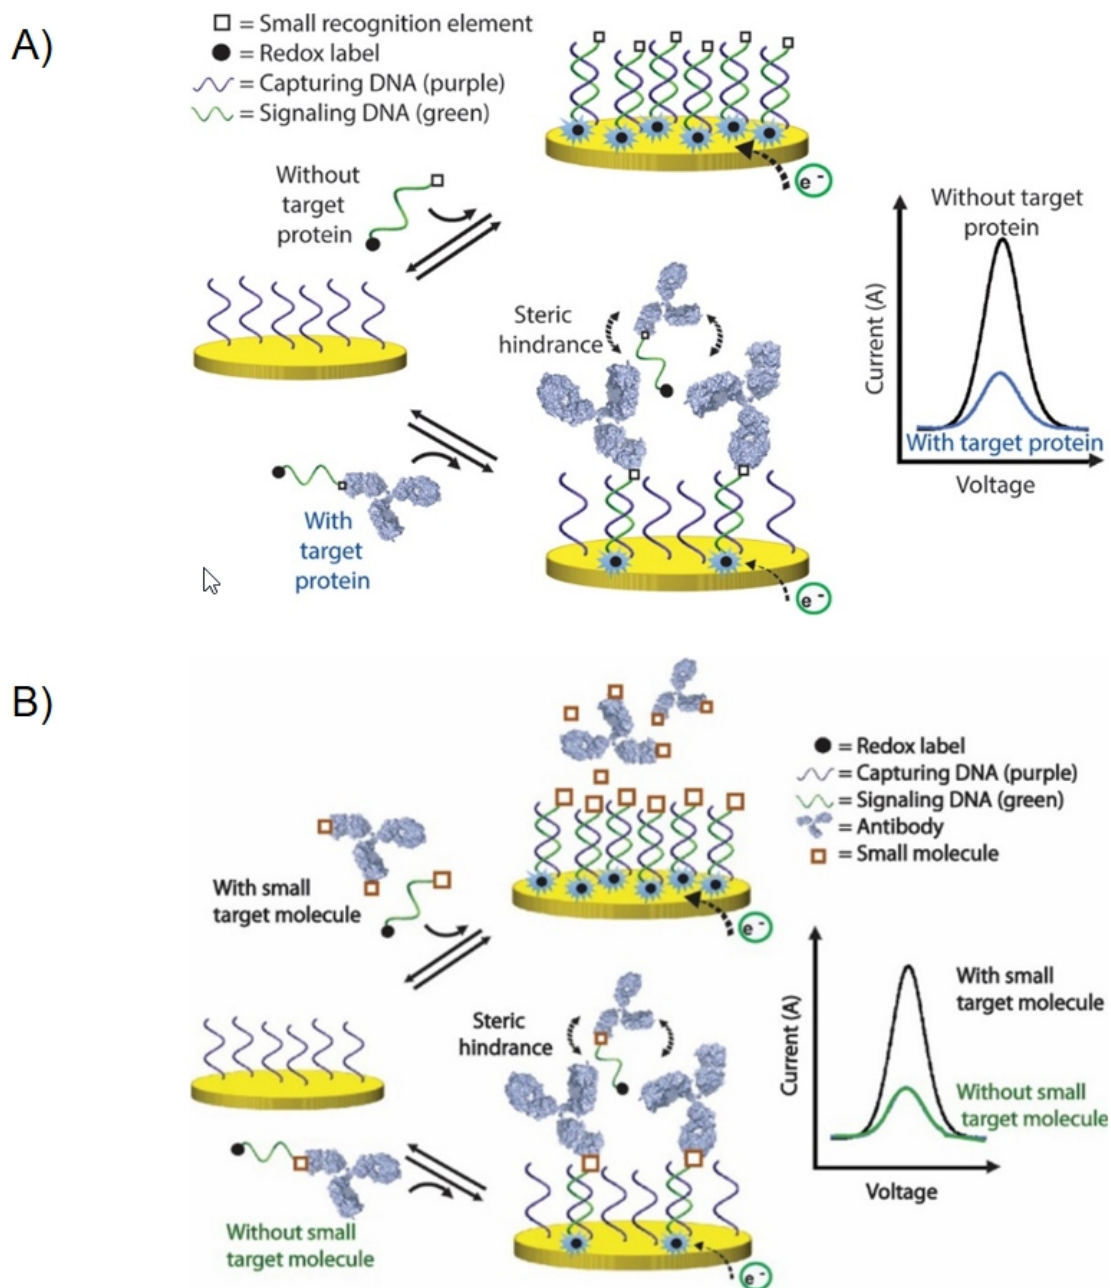 A)
= Small recognition element
= Redox label
= Capturing DNA (purple)
= Signaling DNA (green)
e -
Without
target
protein
Without target
protein
Steric
hindrance
Current (A)
With target protein
Voltage
With
target
protein
e -
B)
= Redox label
= Capturing DNA (purple)
= Signaling DNA (green)
= Antibody
= Small molecule
With small
target molecule
e -
With small
target molecule
Steric
hindrance
Current (A)
Without small
target molecule
Voltage
Without small
target molecule
e -